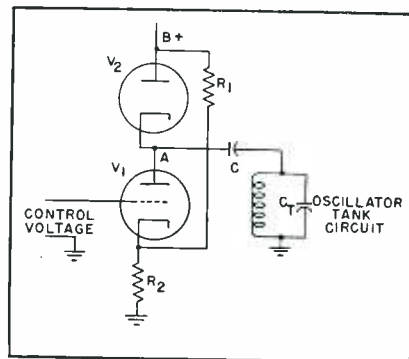 B+
V2
R1
A
C
V1
CT
OSCILLATOR
TANK
CIRCUIT
CONTROL
VOLTAGE
R2